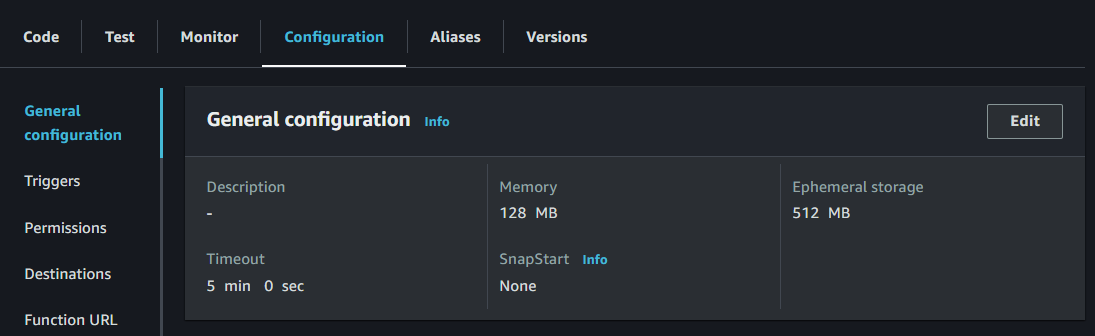 Code
Test
Monitor
Configuration
Aliases
Versions
General
configuration
Triggers
Permissions
Destinations
Function URL
General configuration Info
Edit
Description
-
Memory
128 MB
Ephemeral storage
512 MB
Timeout
5 min 0 sec
SnapStart Info
None